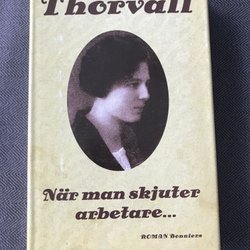 Thorvall
När man skjuter
arbetare...
ROMAN Bonniers